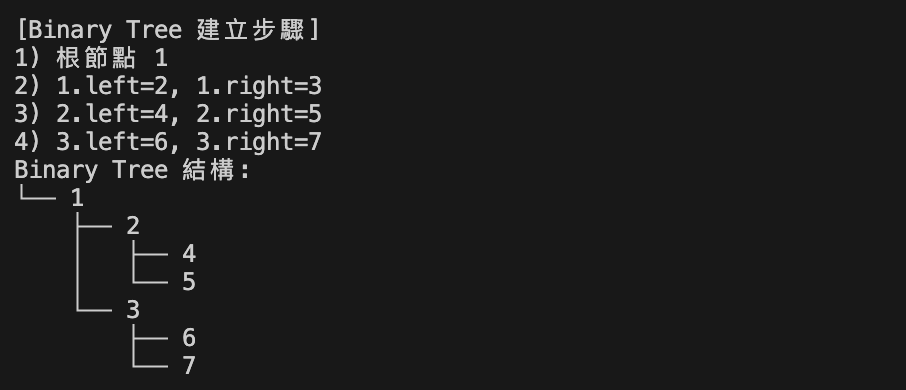 [Binary Tree 建立步驟]
1) 根節點 1
2) 1.left=2, 1.right=3
3) 2.left=4, 2.right=5
4) 3.left=6, 3.right=7
Binary Tree 結構:
└── 1
    ├── 2
    │   ├── 4
    │   └── 5
    └── 3
        ├── 6
        └── 7